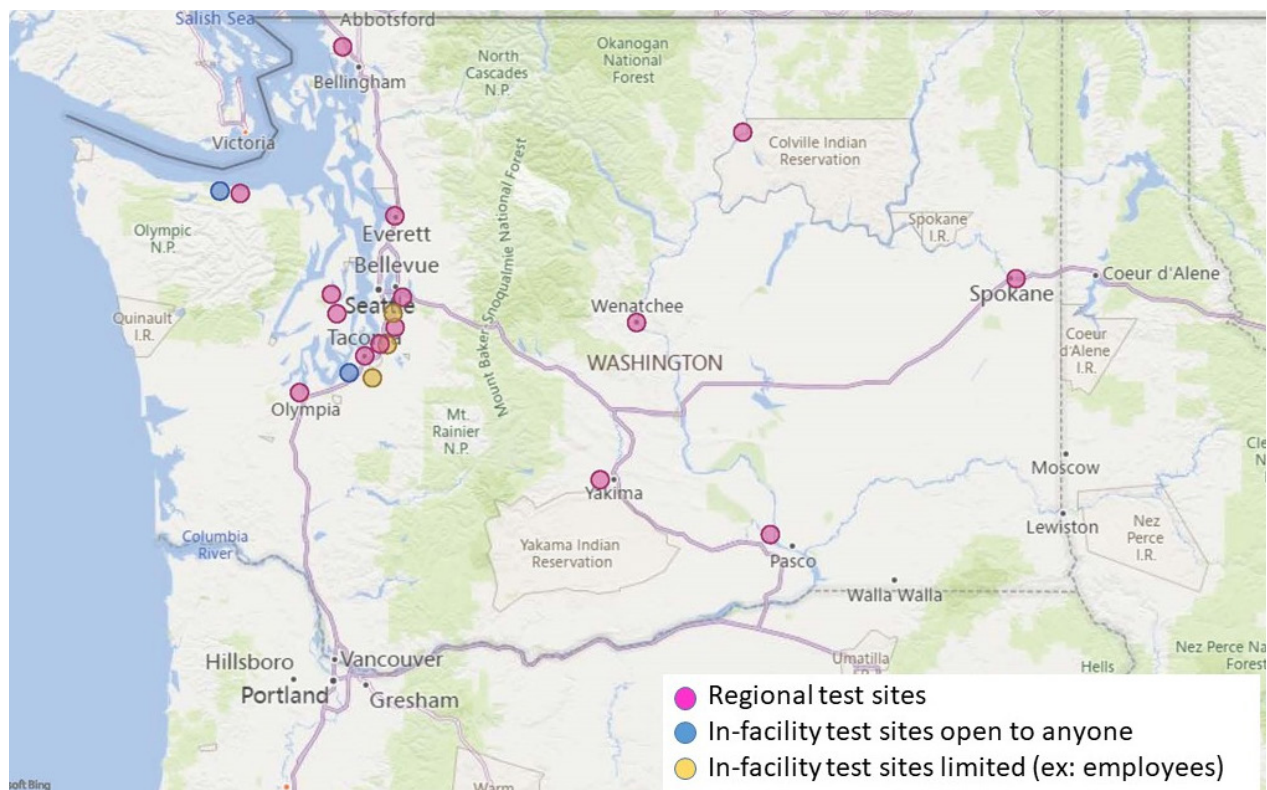 Salish Sea
Abbotsford
Bellingham
North
Cascades
N.P.
Okanogan
National
Forest
Victoria
Colville Indian
Reservation
Mount Baker-Snoqualmie National Forest
Spokane
I.R.
Olympic
N.P.
Everett
Bellevue
Seattle
Coeur d'Alene
Spokane
Wenatchee
Quinault
I.R.
Tacoma
Coeur
d'Alene
I.R.
WASHINGTON
Olympia
Mt.
Rainier
N.P.
Moscow
Yakima
Lewiston
Nez
Perce
I.R.
Columbia
River
Yakama Indian
Reservation
Pasco
Walla Walla
Hillsboro
Vancouver
Portland
Gresham
Umatilla
Hells
Nez Perce Na
Forest
Regional test sites
In-facility test sites open to anyone
In-facility test sites limited (ex: employees)
soft Bing
Warm